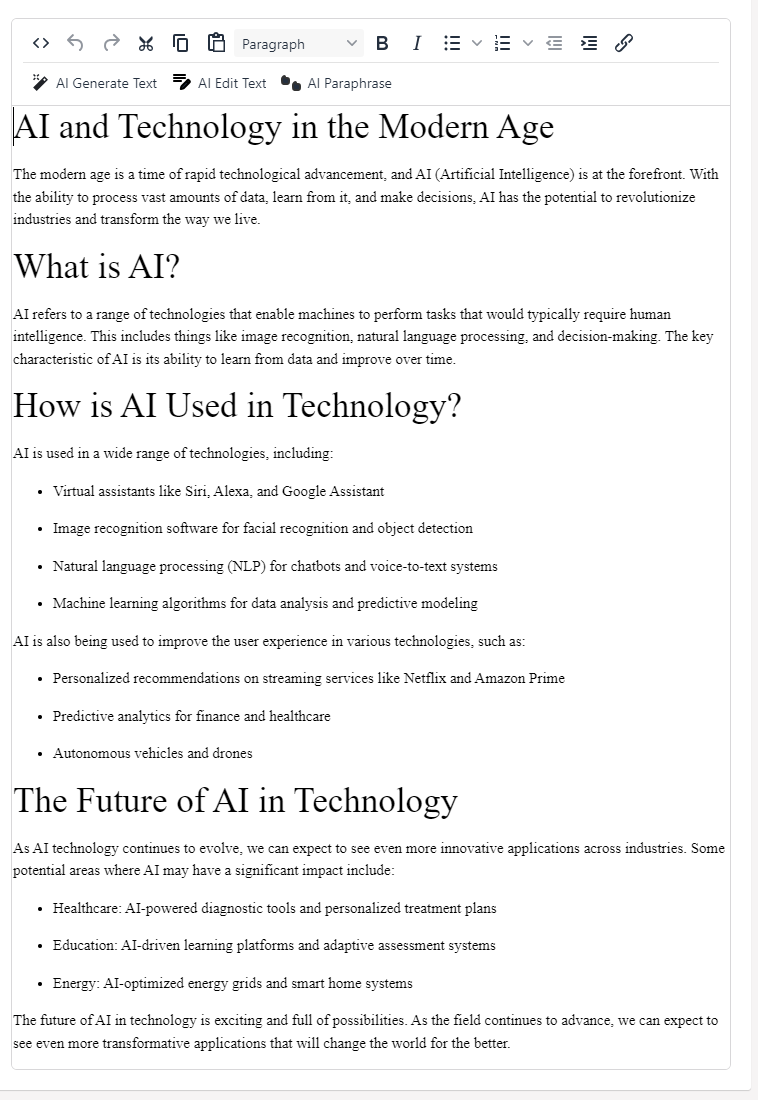 Paragraph B I
AI Generate Text AI Edit Text AI Paraphrase
AI and Technology in the Modern Age
The modern age is a time of rapid technological advancement, and AI (Artificial Intelligence) is at the forefront. With
the ability to process vast amounts of data, learn from it, and make decisions, AI has the potential to revolutionize
industries and transform the way we live.
What is AI?
AI refers to a range of technologies that enable machines to perform tasks that would typically require human
intelligence. This includes things like image recognition, natural language processing, and decision-making. The key
characteristic of AI is its ability to learn from data and improve over time.
How is AI Used in Technology?
AI is used in a wide range of technologies, including:
• Virtual assistants like Siri, Alexa, and Google Assistant
• Image recognition software for facial recognition and object detection
• Natural language processing (NLP) for chatbots and voice-to-text systems
• Machine learning algorithms for data analysis and predictive modeling
AI is also being used to improve the user experience in various technologies, such as:
• Personalized recommendations on streaming services like Netflix and Amazon Prime
• Predictive analytics for finance and healthcare
• Autonomous vehicles and drones
The Future of AI in Technology
As AI technology continues to evolve, we can expect to see even more innovative applications across industries. Some
potential areas where AI may have a significant impact include:
• Healthcare: AI-powered diagnostic tools and personalized treatment plans
• Education: AI-driven learning platforms and adaptive assessment systems
• Energy: AI-optimized energy grids and smart home systems
The future of AI in technology is exciting and full of possibilities. As the field continues to advance, we can expect to
see even more transformative applications that will change the world for the better.